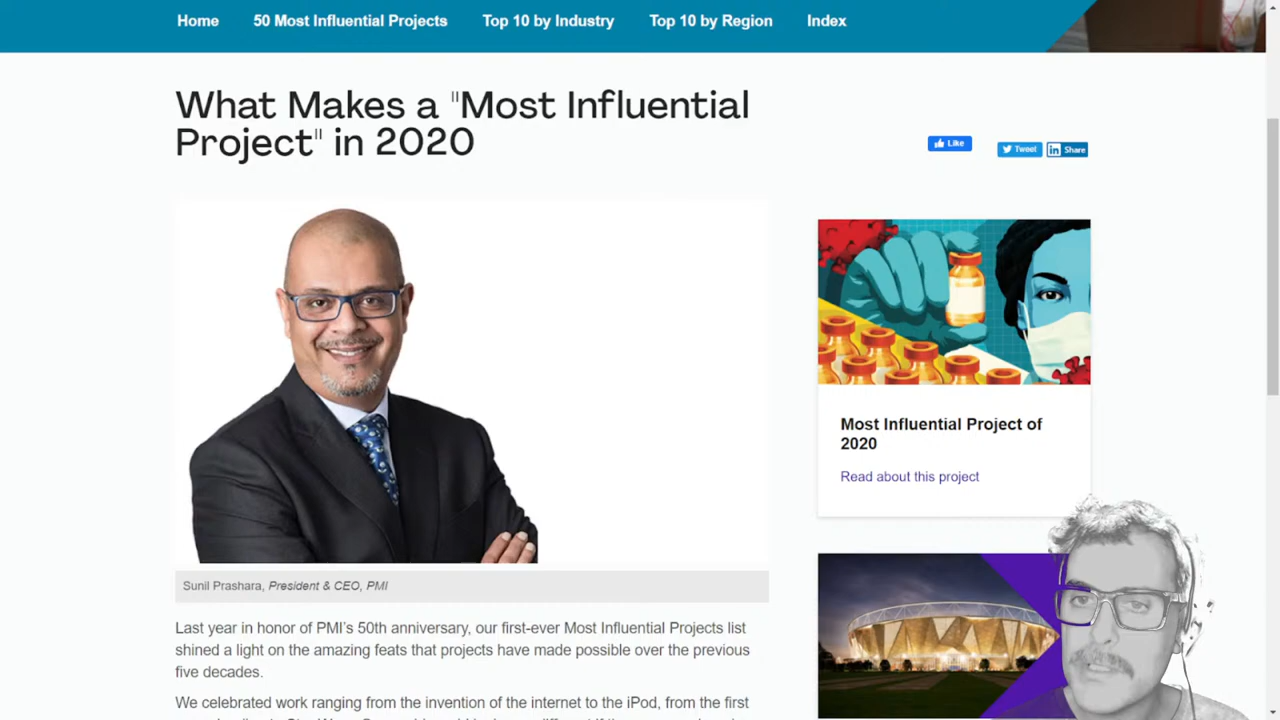 Home 50 Most Influential Projects Top 10 by Industry Top 10 by Region Index
What Makes a "Most Influential
Project" in 2020
Like
Tweet
in Share
Most Influential Project of
2020
Read about this project
Sunil Prashara, President & CEO, PMI
Last year in honor of PMI's 50th anniversary, our first-ever Most Influential Projects list
shined a light on the amazing feats that projects have made possible over the previous
five decades.
We celebrated work ranging from the invention of the internet to the iPod, from the first